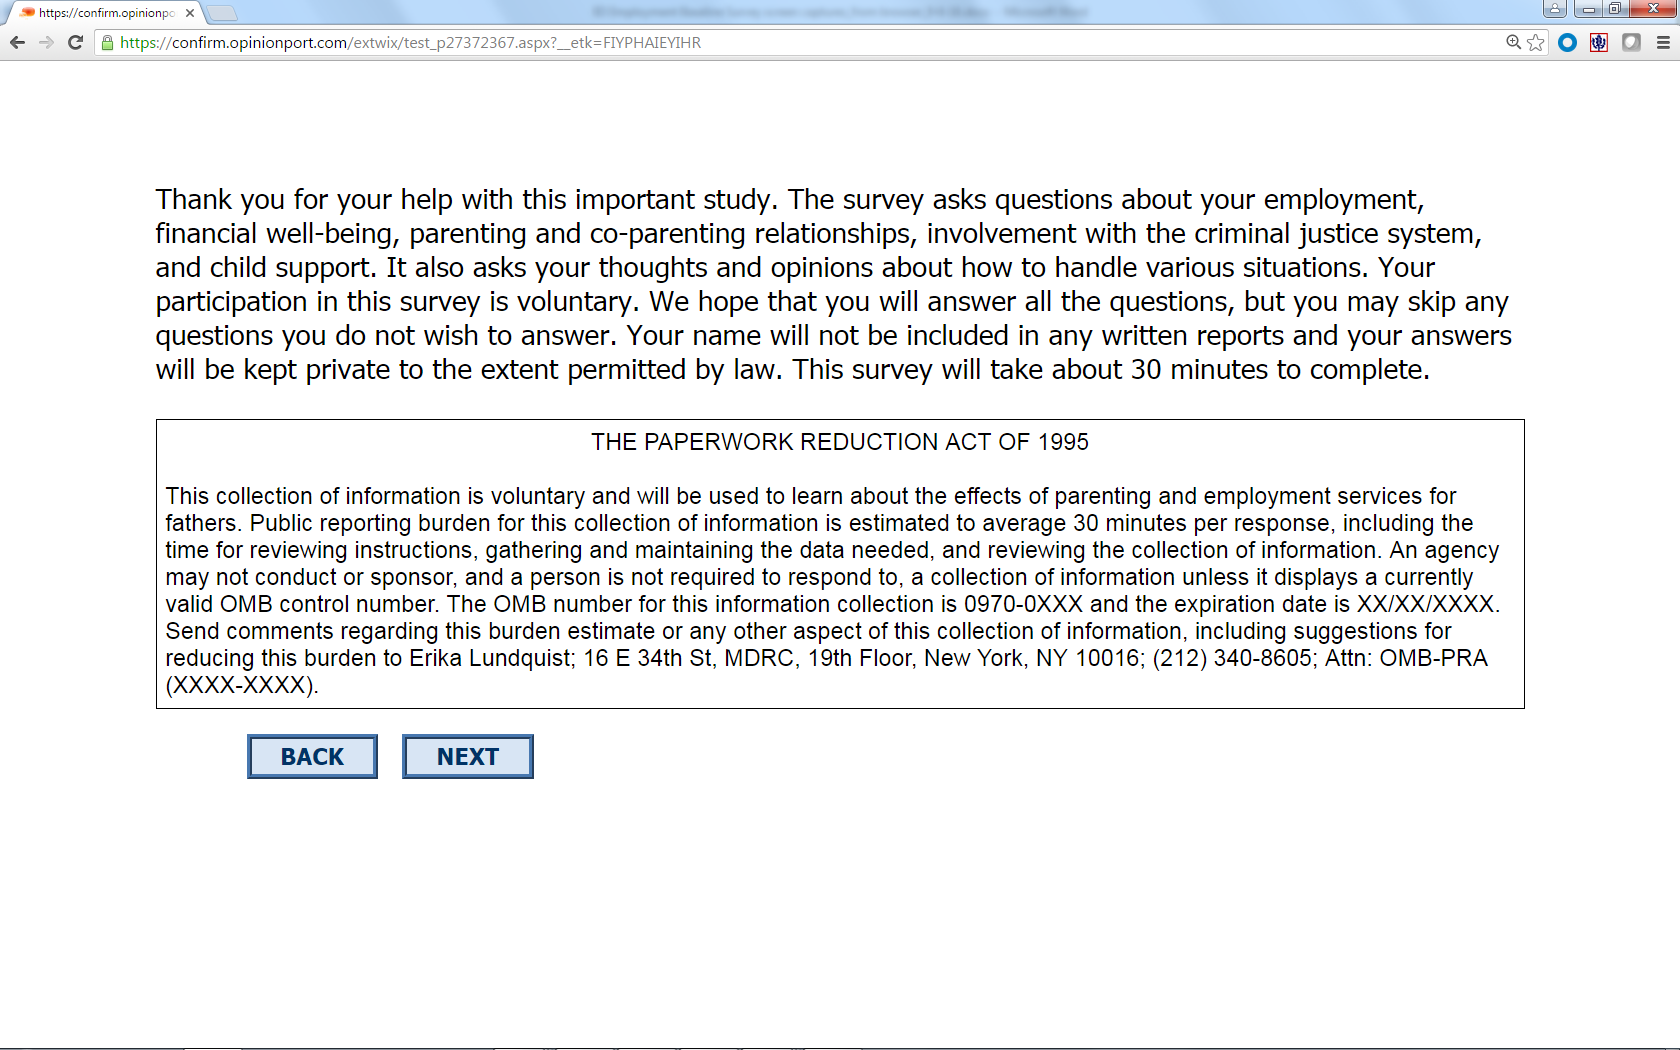 https://confirm.opinionpo
https://confirm.opinionport.com/extwix/test_p27372367.aspx?__etk=FIYPHAIEYIHR
Thank you for your help with this important study. The survey asks questions about your employment,
financial well-being, parenting and co-parenting relationships, involvement with the criminal justice system,
and child support. It also asks your thoughts and opinions about how to handle various situations. Your
participation in this survey is voluntary. We hope that you will answer all the questions, but you may skip any
questions you do not wish to answer. Your name will not be included in any written reports and your answers
will be kept private to the extent permitted by law. This survey will take about 30 minutes to complete.
THE PAPERWORK REDUCTION ACT OF 1995
This collection of information is voluntary and will be used to learn about the effects of parenting and employment services for
fathers. Public reporting burden for this collection of information is estimated to average 30 minutes per response, including the
time for reviewing instructions, gathering and maintaining the data needed, and reviewing the collection of information. An agency
may not conduct or sponsor, and a person is not required to respond to, a collection of information unless it displays a currently
valid OMB control number. The OMB number for this information collection is 0970-0XXX and the expiration date is XX/XX/XXXX.
Send comments regarding this burden estimate or any other aspect of this collection of information, including suggestions for
reducing this burden to Erika Lundquist; 16 E 34th St, MDRC, 19th Floor, New York, NY 10016; (212) 340-8605; Attn: OMB-PRA
(XXXX-XXXX).
BACK NEXT